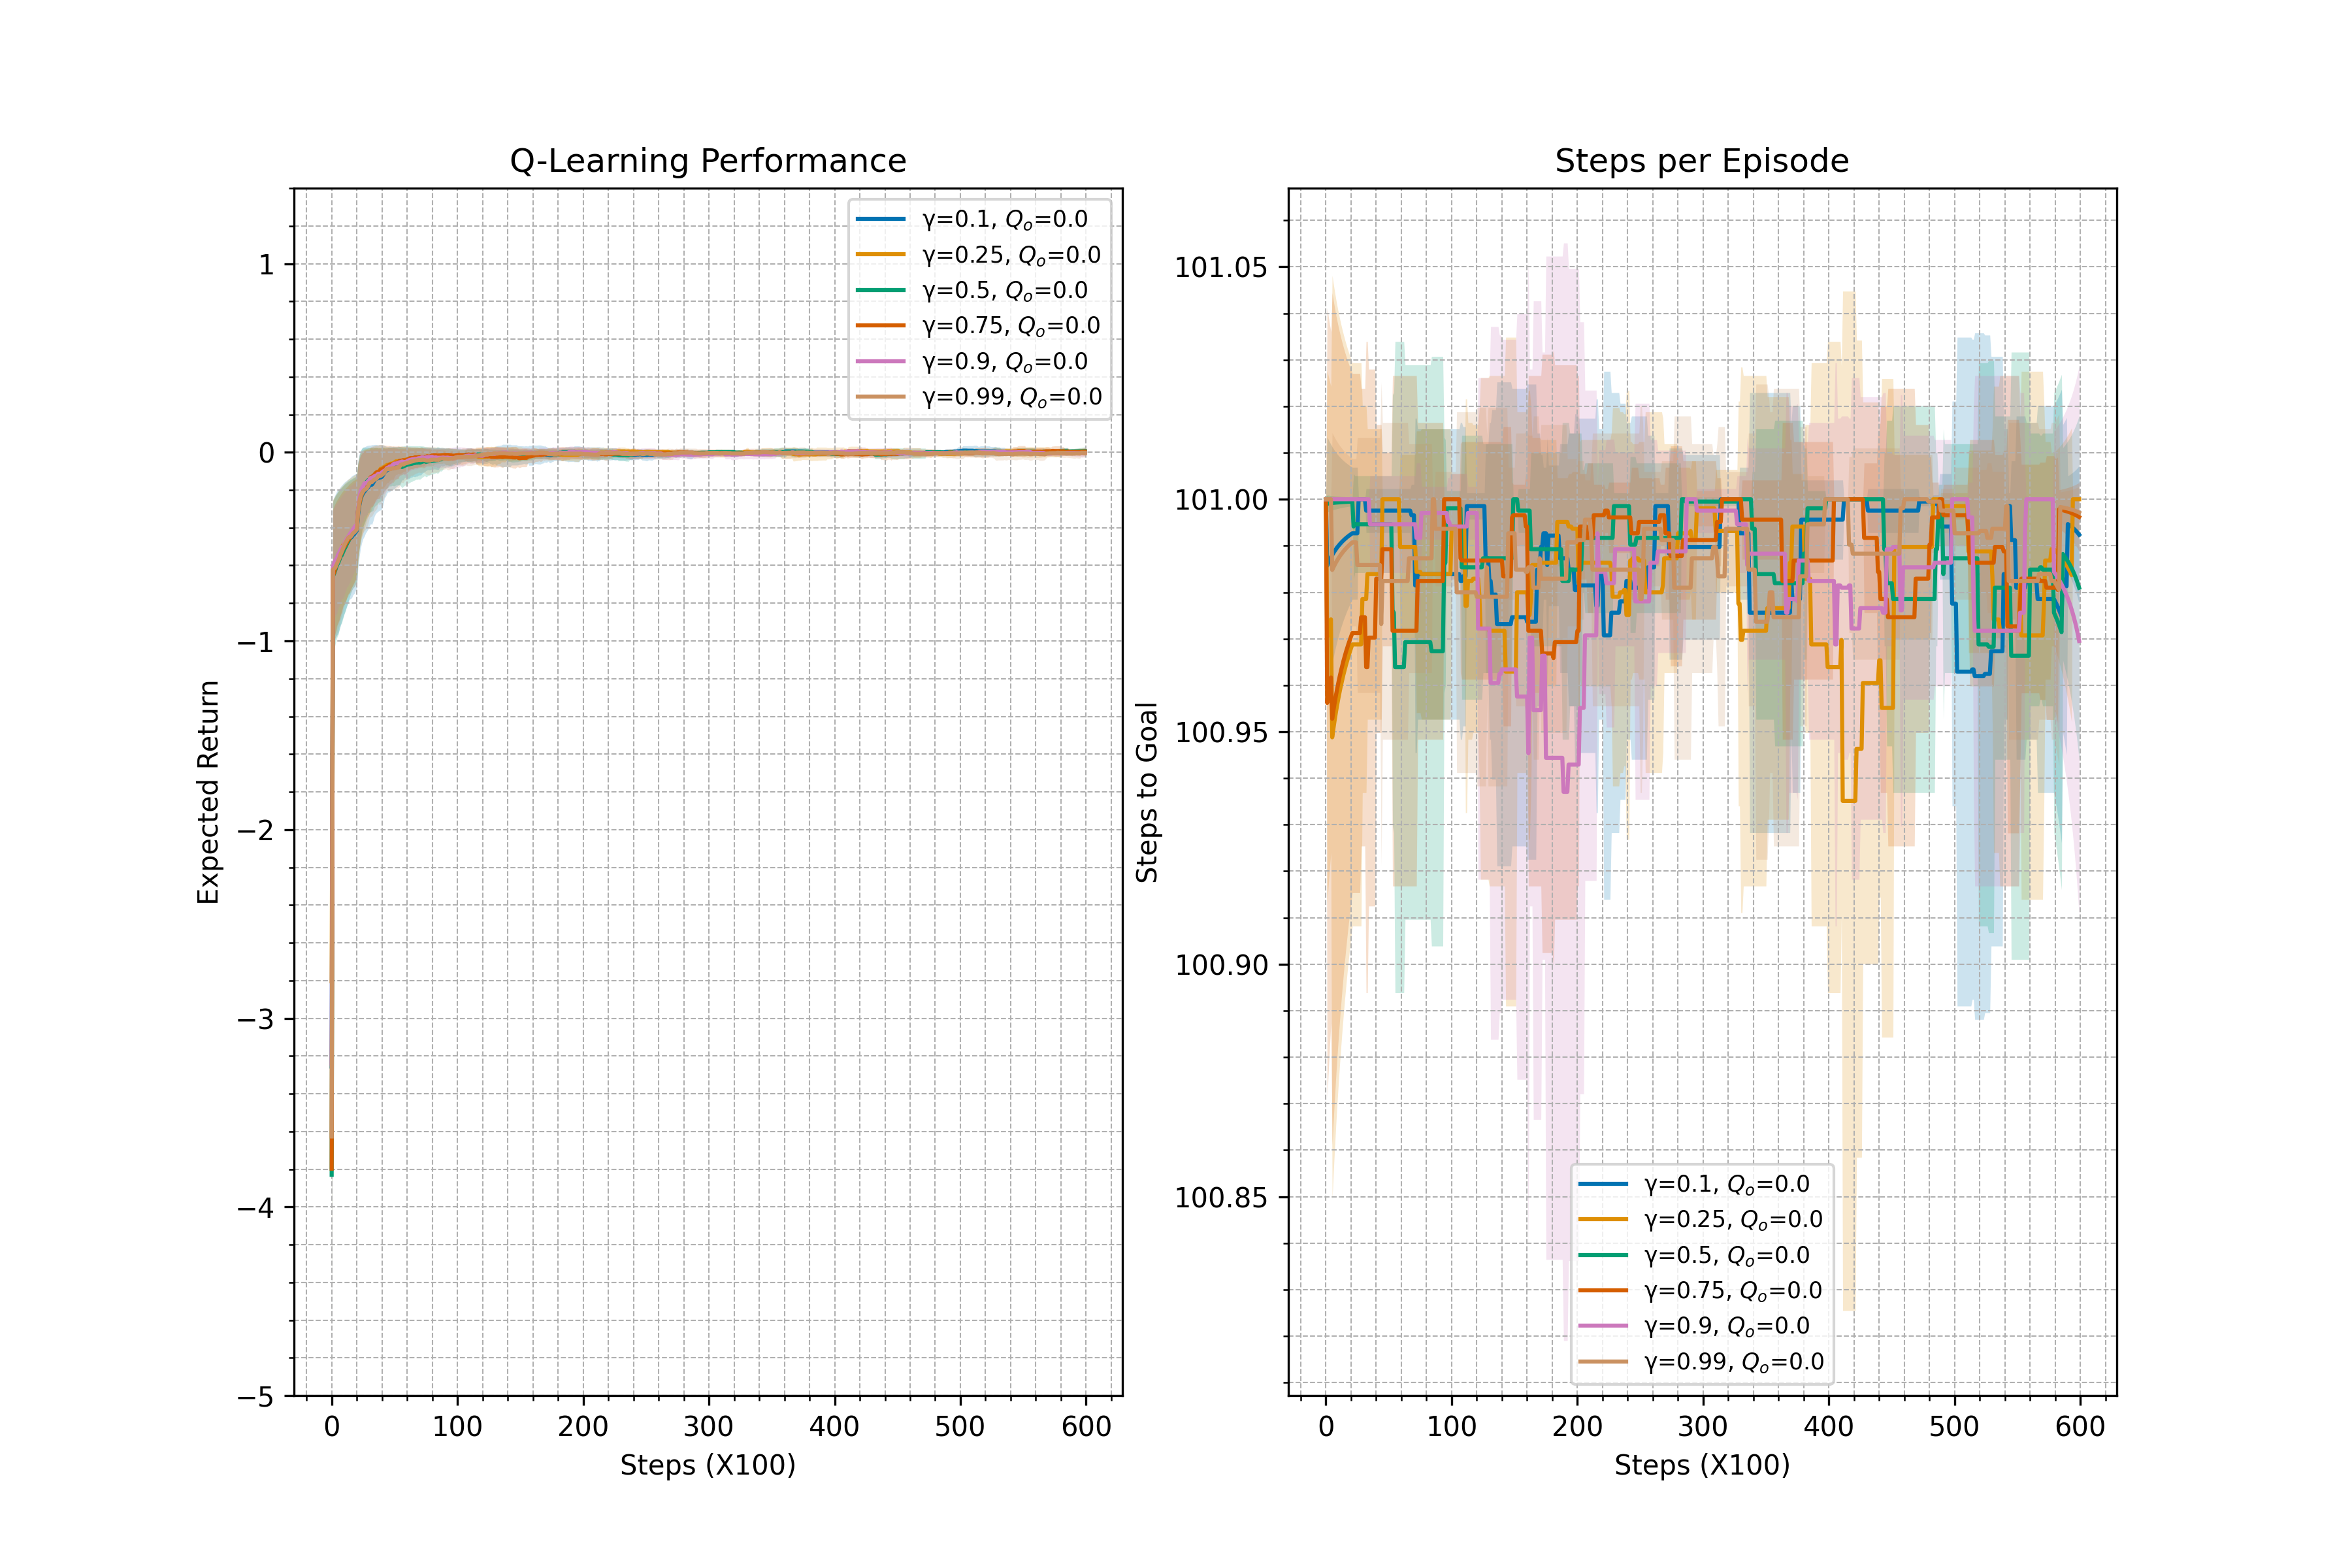 Q-Learning Performance
1
0
−1
−2
−3
−4
−5
Expected Return
0 100 200 300 400 500 600
Steps (X100)
γ=0.1, Qₒ=0.0
γ=0.25, Qₒ=0.0
γ=0.5, Qₒ=0.0
γ=0.75, Qₒ=0.0
γ=0.9, Qₒ=0.0
γ=0.99, Qₒ=0.0
Steps per Episode
101.05
101.00
100.95
100.90
100.85
Steps to Goal
0 100 200 300 400 500 600
Steps (X100)
γ=0.1, Qₒ=0.0
γ=0.25, Qₒ=0.0
γ=0.5, Qₒ=0.0
γ=0.75, Qₒ=0.0
γ=0.9, Qₒ=0.0
γ=0.99, Qₒ=0.0